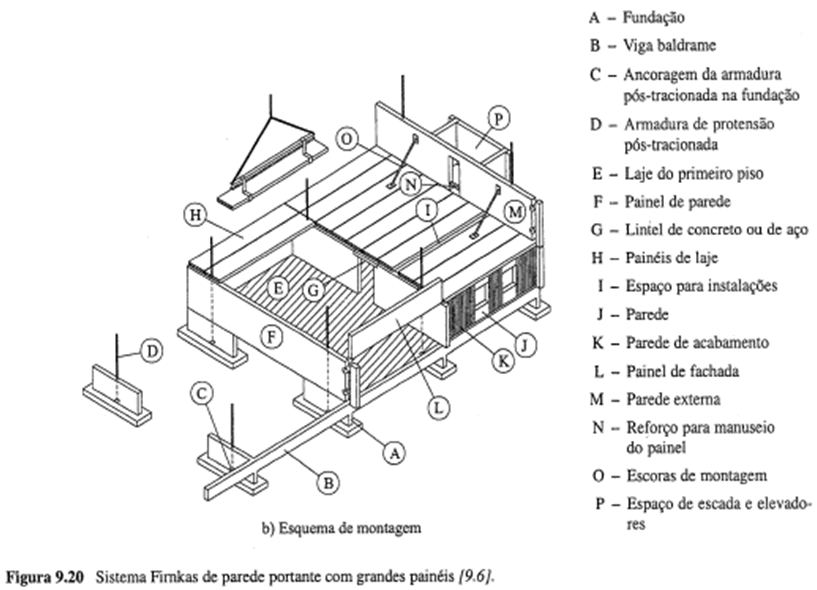 A – Fundação
B – Viga baldrame
C – Ancoragem da armadura
pós-tracionada na fundação
D – Armadura de protensão
pós-tracionada
E – Laje do primeiro piso
F – Painel de parede
G – Lintel de concreto ou de aço
H – Painéis de laje
I – Espaço para instalações
J – Parede
K – Parede de acabamento
L – Painel de fachada
M – Parede externa
N – Reforço para manuseio
do painel
O – Escoras de montagem
P – Espaço de escada e elevado-
res
P
O
N
M
H
I
E
G
F
J
K
D
L
C
A
B
b) Esquema de montagem
Figura 9.20 Sistema Firnkas de parede portante com grandes painéis [9.6].